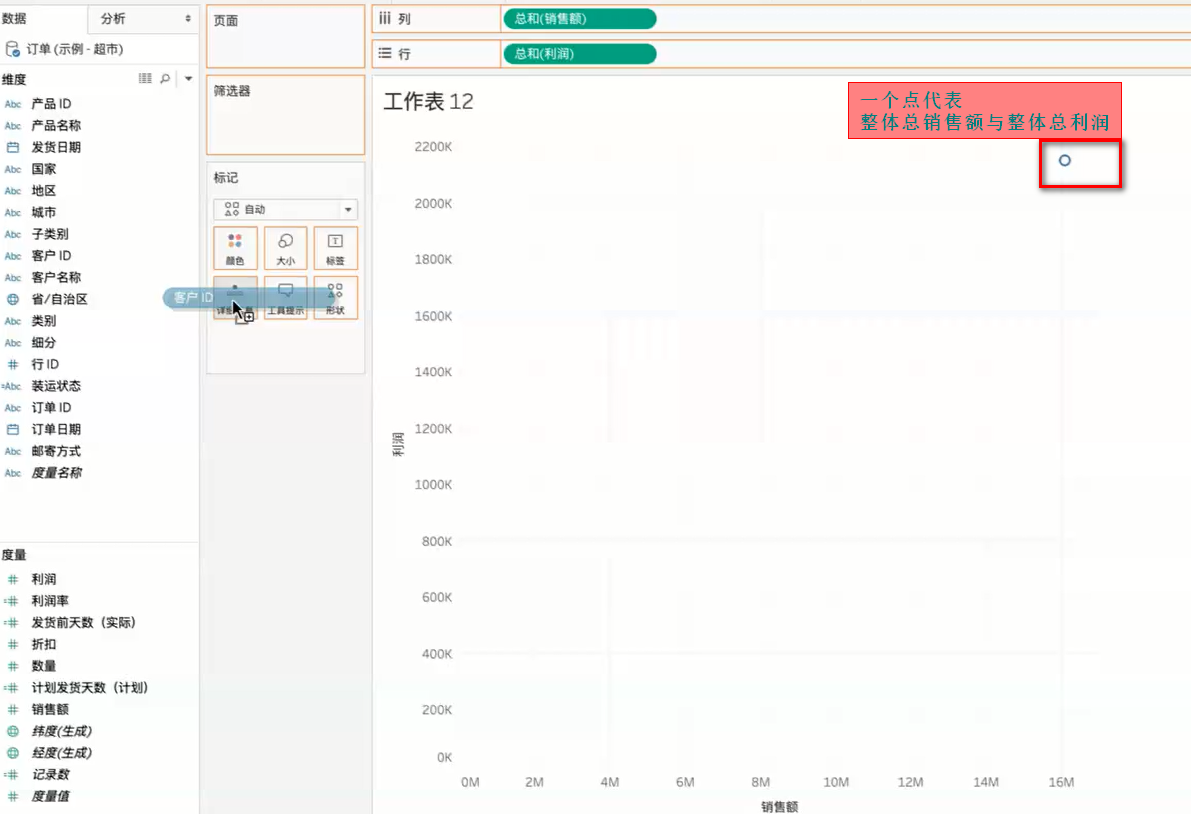 数据
分析
订单 (示例 - 超市)
维度
Abc 产品 ID
Abc 产品名称
发货日期
Abc 国家
Abc 地区
Abc 城市
Abc 子类别
Abc 客户 ID
Abc 客户名称
省/自治区
Abc 类别
Abc 细分
# 行 ID
=Abc 装运状态
Abc 订单 ID
订单日期
Abc 邮寄方式
Abc 度量名称
度量
# 利润
=# 利润率
=# 发货前天数（实际）
# 折扣
# 数量
=# 计划发货天数（计划）
# 销售额
纬度(生成)
经度(生成)
=# 记录数
# 度量值
页面
筛选器
标记
自动
颜色
大小
标签
客户 ID
工具提示
形状
列
总和(销售额)
行
总和(利润)
工作表 12
一个点代表
整体总销售额与整体总利润
2200K
2000K
1800K
1600K
1400K
1200K
1000K
800K
600K
400K
200K
0K
利润
0M
2M
4M
6M
8M
10M
12M
14M
16M
销售额